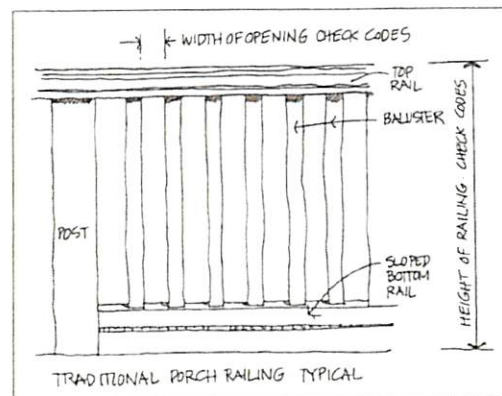 WIDTH OF OPENING CHECK CODES
TOP
RAIL
BALUSTER
POST
SLOPED
BOTTOM
RAIL
HEIGHT OF RAILING. CHECK CODES
TRADITIONAL PORCH RAILING TYPICAL